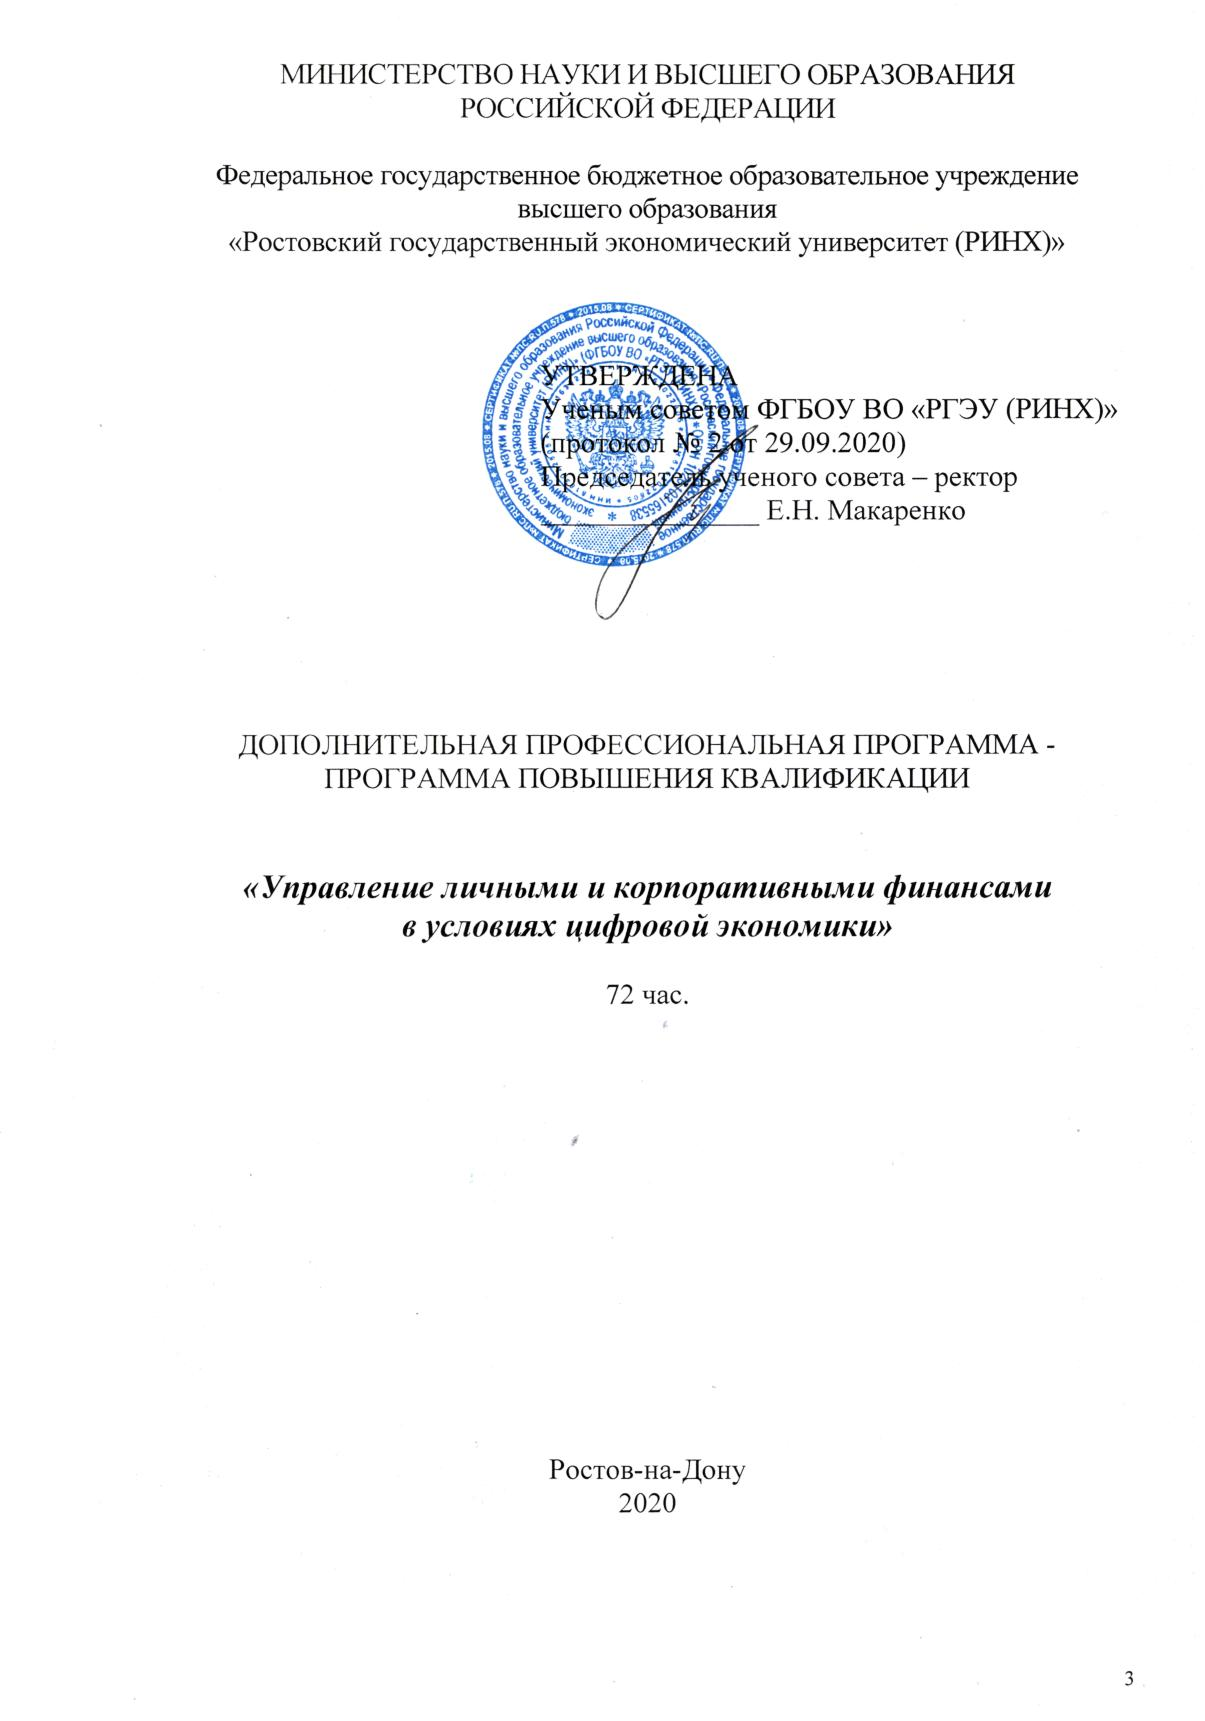 МИНИСТЕРСТВО НАУКИ И ВЫСШЕГО ОБРАЗОВАНИЯ
РОССИЙСКОЙ ФЕДЕРАЦИИ
Федеральное государственное бюджетное образовательное учреждение
высшего образования
«Ростовский государственный экономический университет (РИНХ)»
УТВЕРЖДЕНА
Ученым советом ФГБОУ ВО «РГЭУ (РИНХ)»
(протокол № 2 от 29.09.2020)
Председатель ученого совета – ректор
Е.Н. Макаренко
ДОПОЛНИТЕЛЬНАЯ ПРОФЕССИОНАЛЬНАЯ ПРОГРАММА -
ПРОГРАММА ПОВЫШЕНИЯ КВАЛИФИКАЦИИ
«Управление личными и корпоративными финансами
в условиях цифровой экономики»
72 час.
Ростов-на-Дону
2020
3